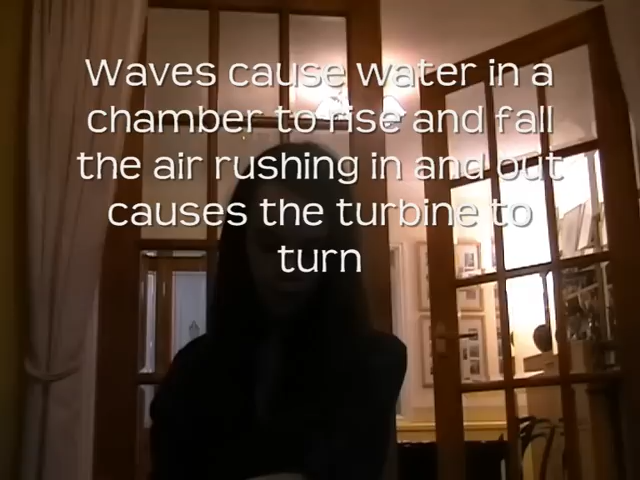 Waves cause water in a
chamber to rise and fall
the air rushing in and out
causes the turbine to
turn